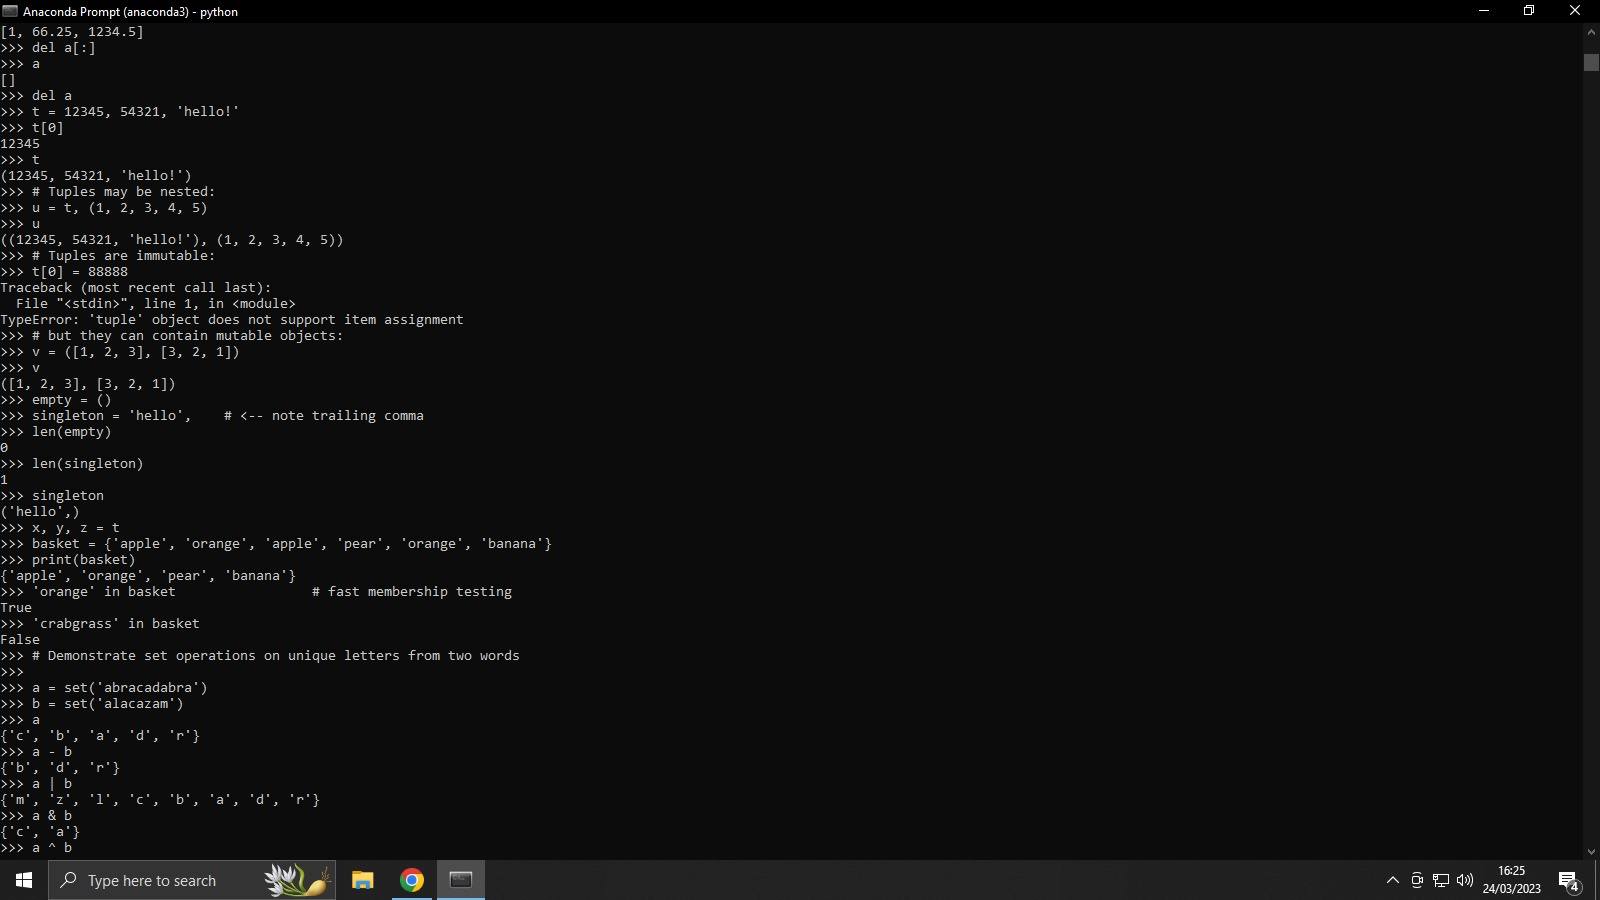 Anaconda Prompt (anaconda3) - python
[1, 66.25, 1234.5]
>>> del a[:]
>>> a
[]
>>> del a
>>> t = 12345, 54321, 'hello!'
>>> t[0]
12345
>>> t
(12345, 54321, 'hello!')
>>> # Tuples may be nested:
>>> u = t, (1, 2, 3, 4, 5)
>>> u
((12345, 54321, 'hello!'), (1, 2, 3, 4, 5))
>>> # Tuples are immutable:
>>> t[0] = 88888
Traceback (most recent call last):
  File "<stdin>", line 1, in <module>
TypeError: 'tuple' object does not support item assignment
>>> # but they can contain mutable objects:
>>> v = ([1, 2, 3], [3, 2, 1])
>>> v
([1, 2, 3], [3, 2, 1])
>>> empty = ()
>>> singleton = 'hello',    # <-- note trailing comma
>>> len(empty)
0
>>> len(singleton)
1
>>> singleton
('hello',)
>>> x, y, z = t
>>> basket = {'apple', 'orange', 'apple', 'pear', 'orange', 'banana'}
>>> print(basket)
{'apple', 'orange', 'pear', 'banana'}
>>> 'orange' in basket                 # fast membership testing
True
>>> 'crabgrass' in basket
False
>>> # Demonstrate set operations on unique letters from two words
>>>
>>> a = set('abracadabra')
>>> b = set('alacazam')
>>> a
{'c', 'b', 'a', 'd', 'r'}
>>> a - b
{'b', 'd', 'r'}
>>> a | b
{'m', 'z', 'l', 'c', 'b', 'a', 'd', 'r'}
>>> a & b
{'c', 'a'}
>>> a ^ b
Type here to search
16:25
24/03/2023
4